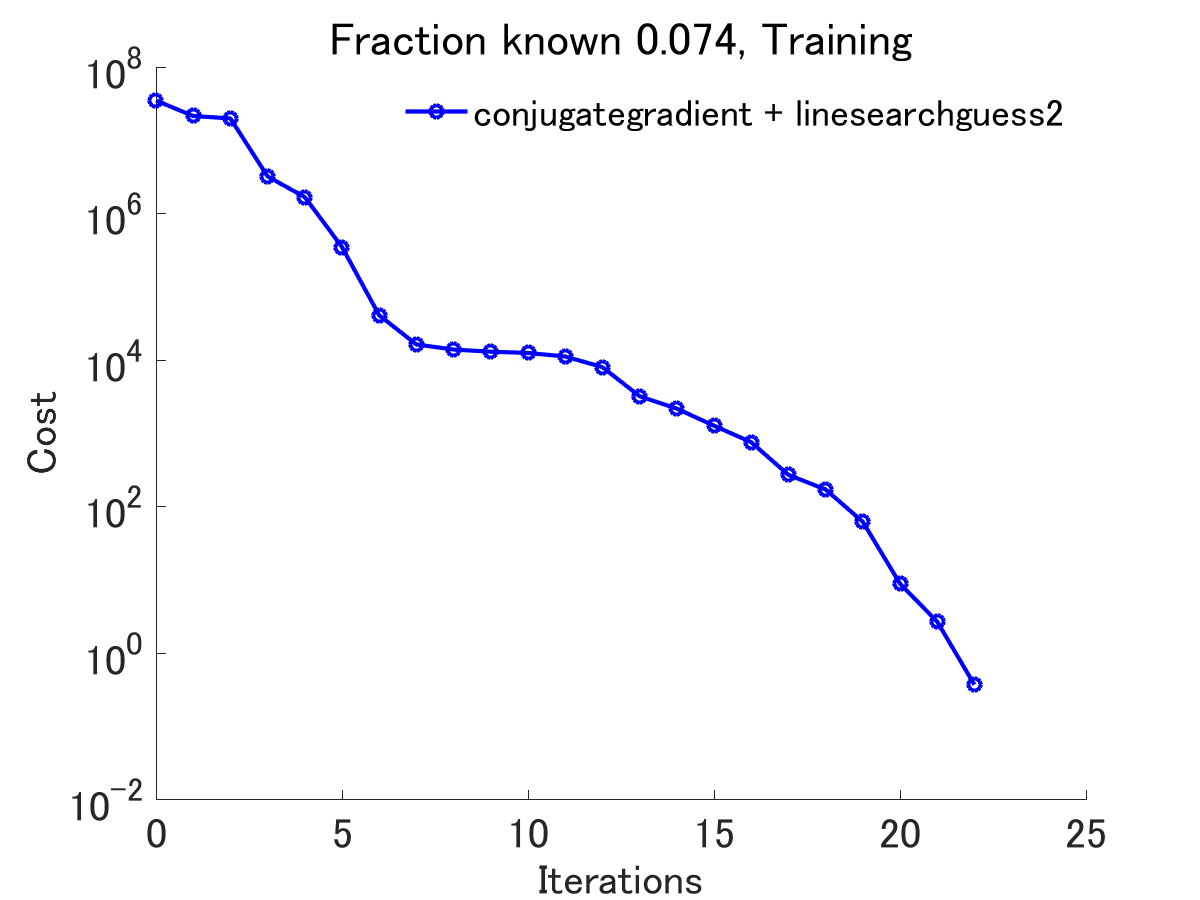 Fraction known 0.074, Training
conjugategradient + linesearchguess2
10^8
10^6
10^4
10^2
10^0
10^−2
Cost
0 5 10 15 20 25
Iterations